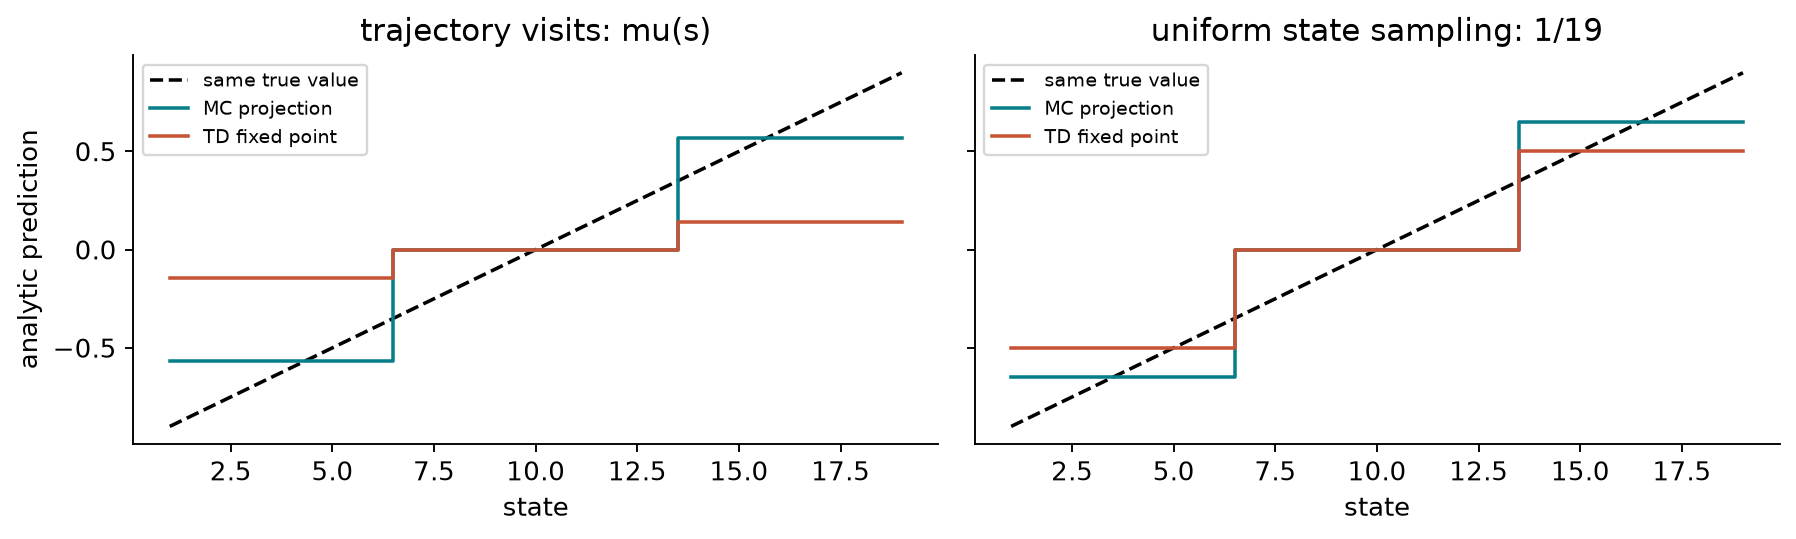 trajectory visits: mu(s)
same true value
MC projection
TD fixed point
analytic prediction
0.5
0.0
−0.5
2.5 5.0 7.5 10.0 12.5 15.0 17.5
state
uniform state sampling: 1/19
same true value
MC projection
TD fixed point
2.5 5.0 7.5 10.0 12.5 15.0 17.5
state